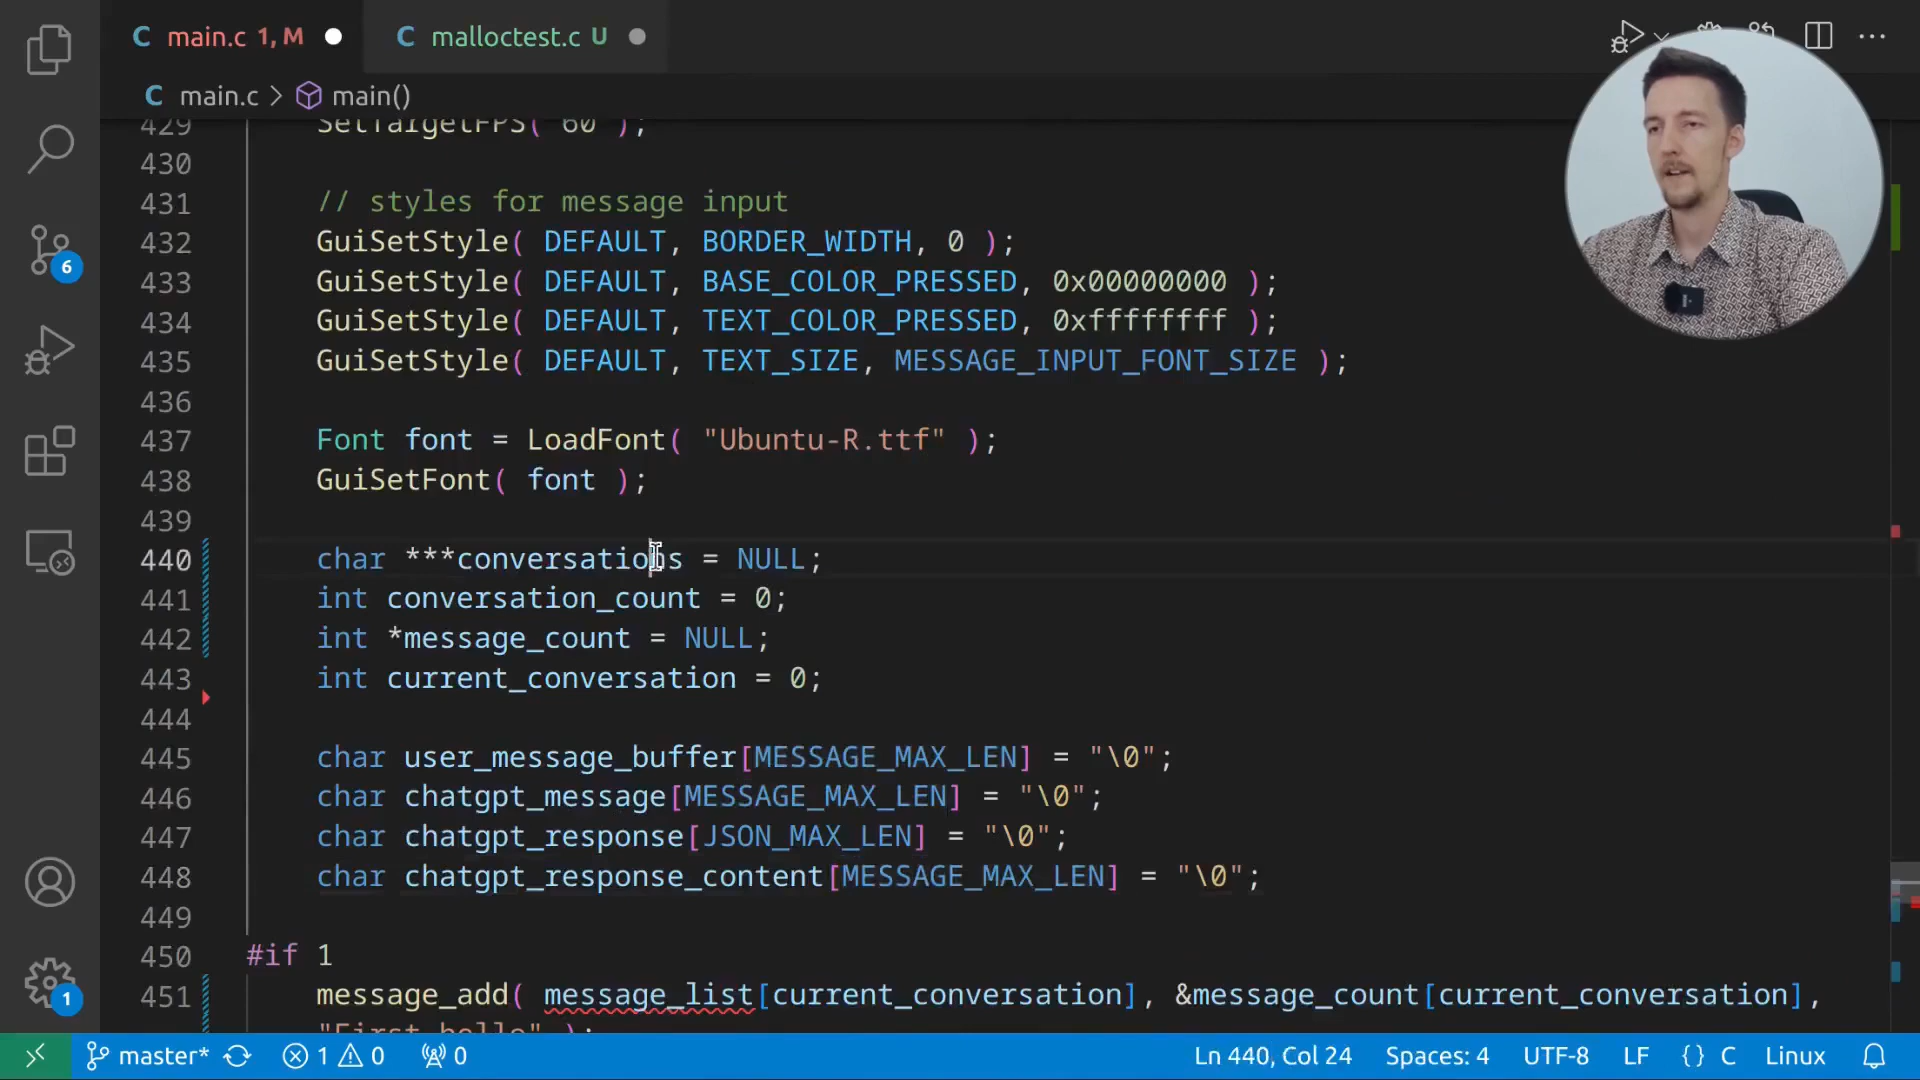 C main.c 1, M
C malloctest.c U
C main.c > main()
429 SetTargetFPS( 60 );
430
431 // styles for message input
432 GuiSetStyle( DEFAULT, BORDER_WIDTH, 0 );
433 GuiSetStyle( DEFAULT, BASE_COLOR_PRESSED, 0x00000000 );
434 GuiSetStyle( DEFAULT, TEXT_COLOR_PRESSED, 0xffffffff );
435 GuiSetStyle( DEFAULT, TEXT_SIZE, MESSAGE_INPUT_FONT_SIZE );
436
437 Font font = LoadFont( "Ubuntu-R.ttf" );
438 GuiSetFont( font );
439
440 char ***conversations = NULL;
441 int conversation_count = 0;
442 int *message_count = NULL;
443 int current_conversation = 0;
444
445 char user_message_buffer[MESSAGE_MAX_LEN] = "\0";
446 char chatgpt_message[MESSAGE_MAX_LEN] = "\0";
447 char chatgpt_response[JSON_MAX_LEN] = "\0";
448 char chatgpt_response_content[MESSAGE_MAX_LEN] = "\0";
449
450 #if 1
451 message_add( message_list[current_conversation], &message_count[current_conversation],
"First hello" );
6
1
master* 1 0 0 Ln 440, Col 24 Spaces: 4 UTF-8 LF {} C Linux